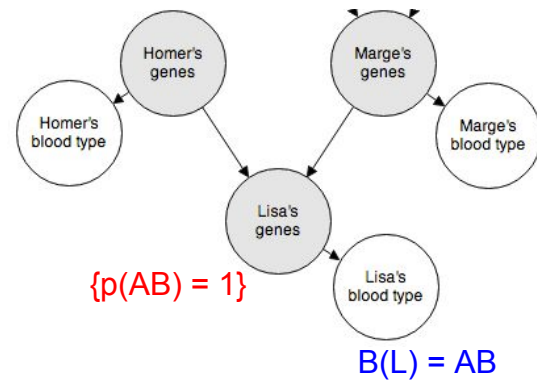 Homer's
genes
Marge's
genes
Homer's
blood type
Marge's
blood type
Lisa's
genes
{p(AB) = 1}
Lisa's
blood type
B(L) = AB